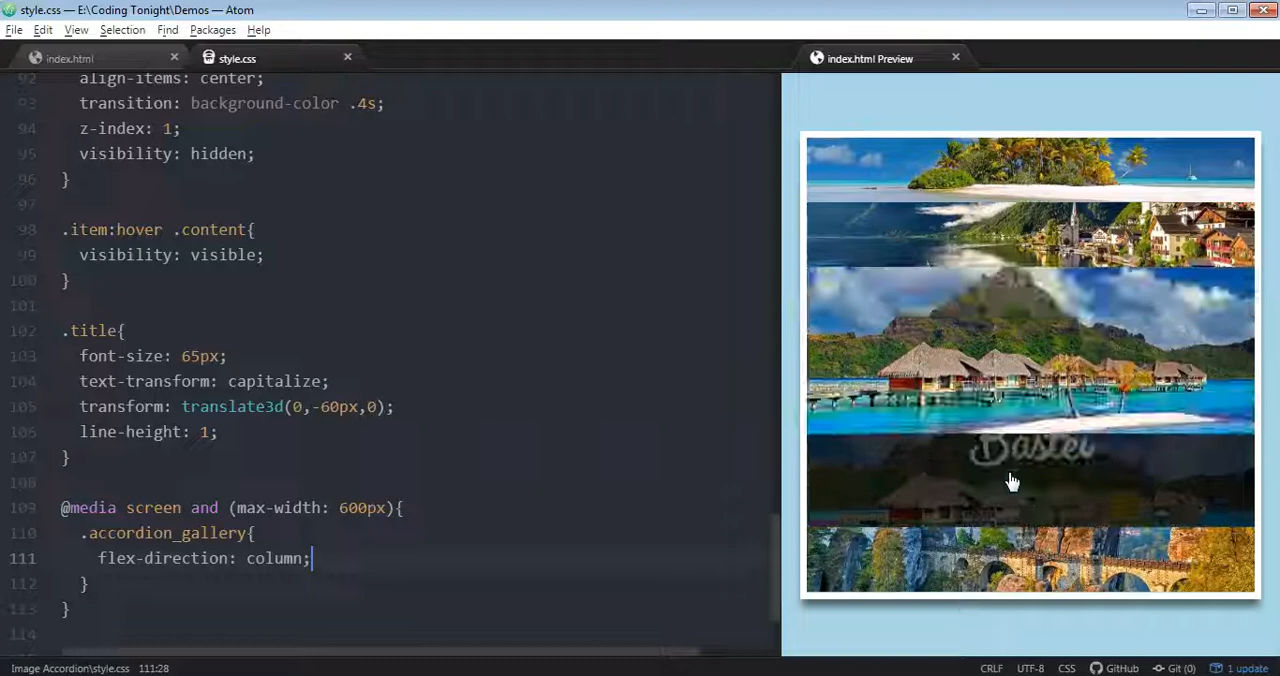 style.css — E:\Coding Tonight\Demos — Atom
File Edit View Selection Find Packages Help
index.html style.css index.html Preview
92 align-items: center;
93 transition: background-color .4s;
94 z-index: 1;
95 visibility: hidden;
96 }
97
98 .item:hover .content{
99 visibility: visible;
100 }
101
102 .title{
103 font-size: 65px;
104 text-transform: capitalize;
105 transform: translate3d(0,-60px,0);
106 line-height: 1;
107 }
108
109 @media screen and (max-width: 600px){
110 .accordion_gallery{
111 flex-direction: column;
112 }
113 }
114
Bastei
Image Accordion\style.css 111:28 CRLF UTF-8 CSS GitHub Git (0) 1 update